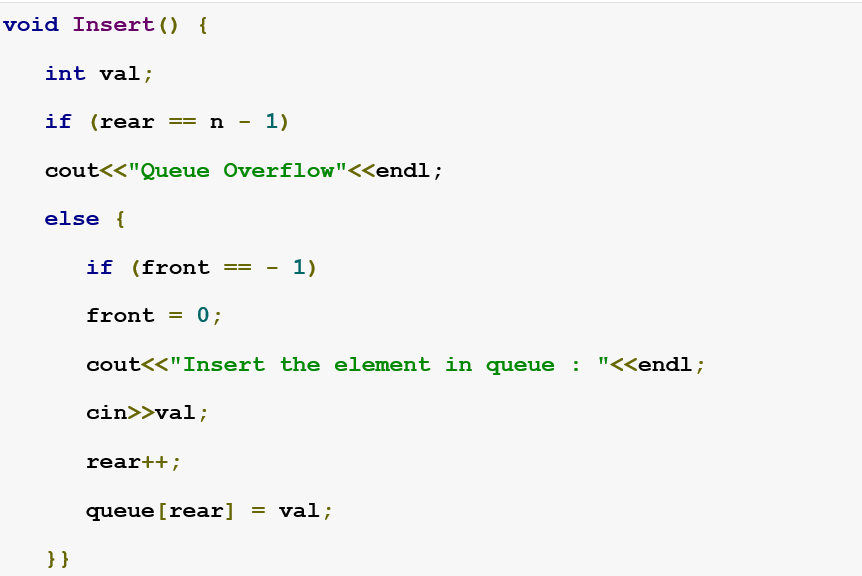 void Insert() {
   int val;
   if (rear == n - 1)
   cout<<"Queue Overflow"<<endl;
   else {
      if (front == - 1)
      front = 0;
      cout<<"Insert the element in queue : "<<endl;
      cin>>val;
      rear++;
      queue[rear] = val;
   }}